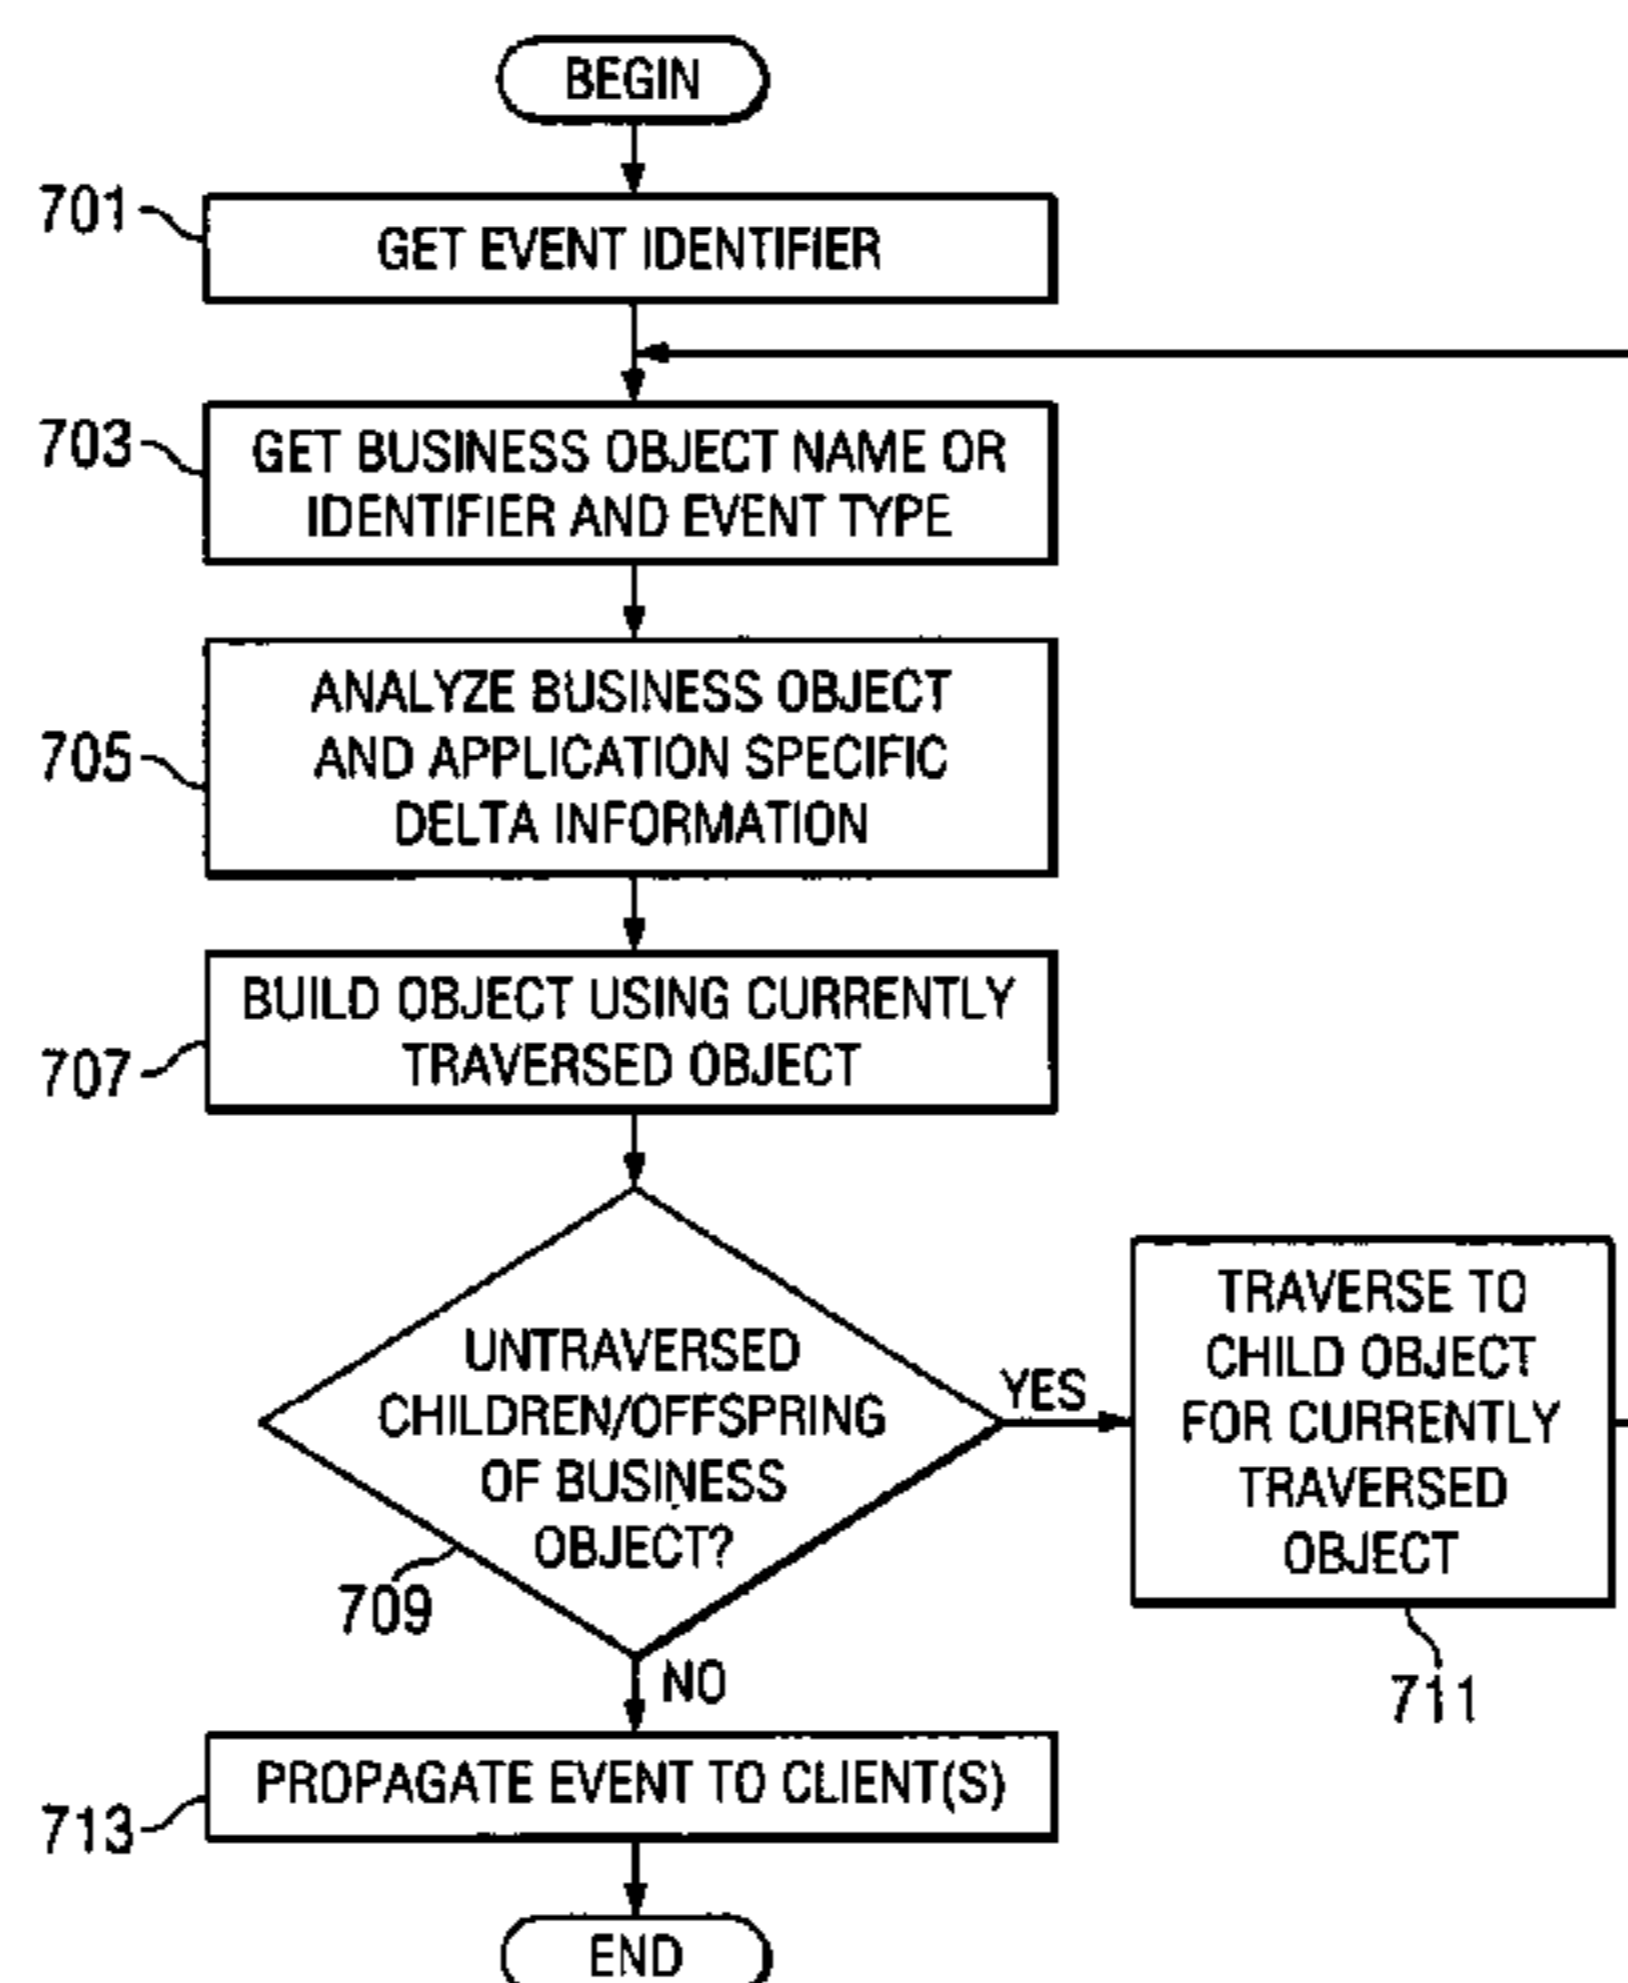 BEGIN
701
GET EVENT IDENTIFIER
703
GET BUSINESS OBJECT NAME OR
IDENTIFIER AND EVENT TYPE
705
ANALYZE BUSINESS OBJECT
AND APPLICATION SPECIFIC
DELTA INFORMATION
707
BUILD OBJECT USING CURRENTLY
TRAVERSED OBJECT
UNTRAVERSED
CHILDREN/OFFSPRING
OF BUSINESS
OBJECT?
709
YES
TRAVERSE TO
CHILD OBJECT
FOR CURRENTLY
TRAVERSED
OBJECT
711
NO
713
PROPAGATE EVENT TO CLIENT(S)
END